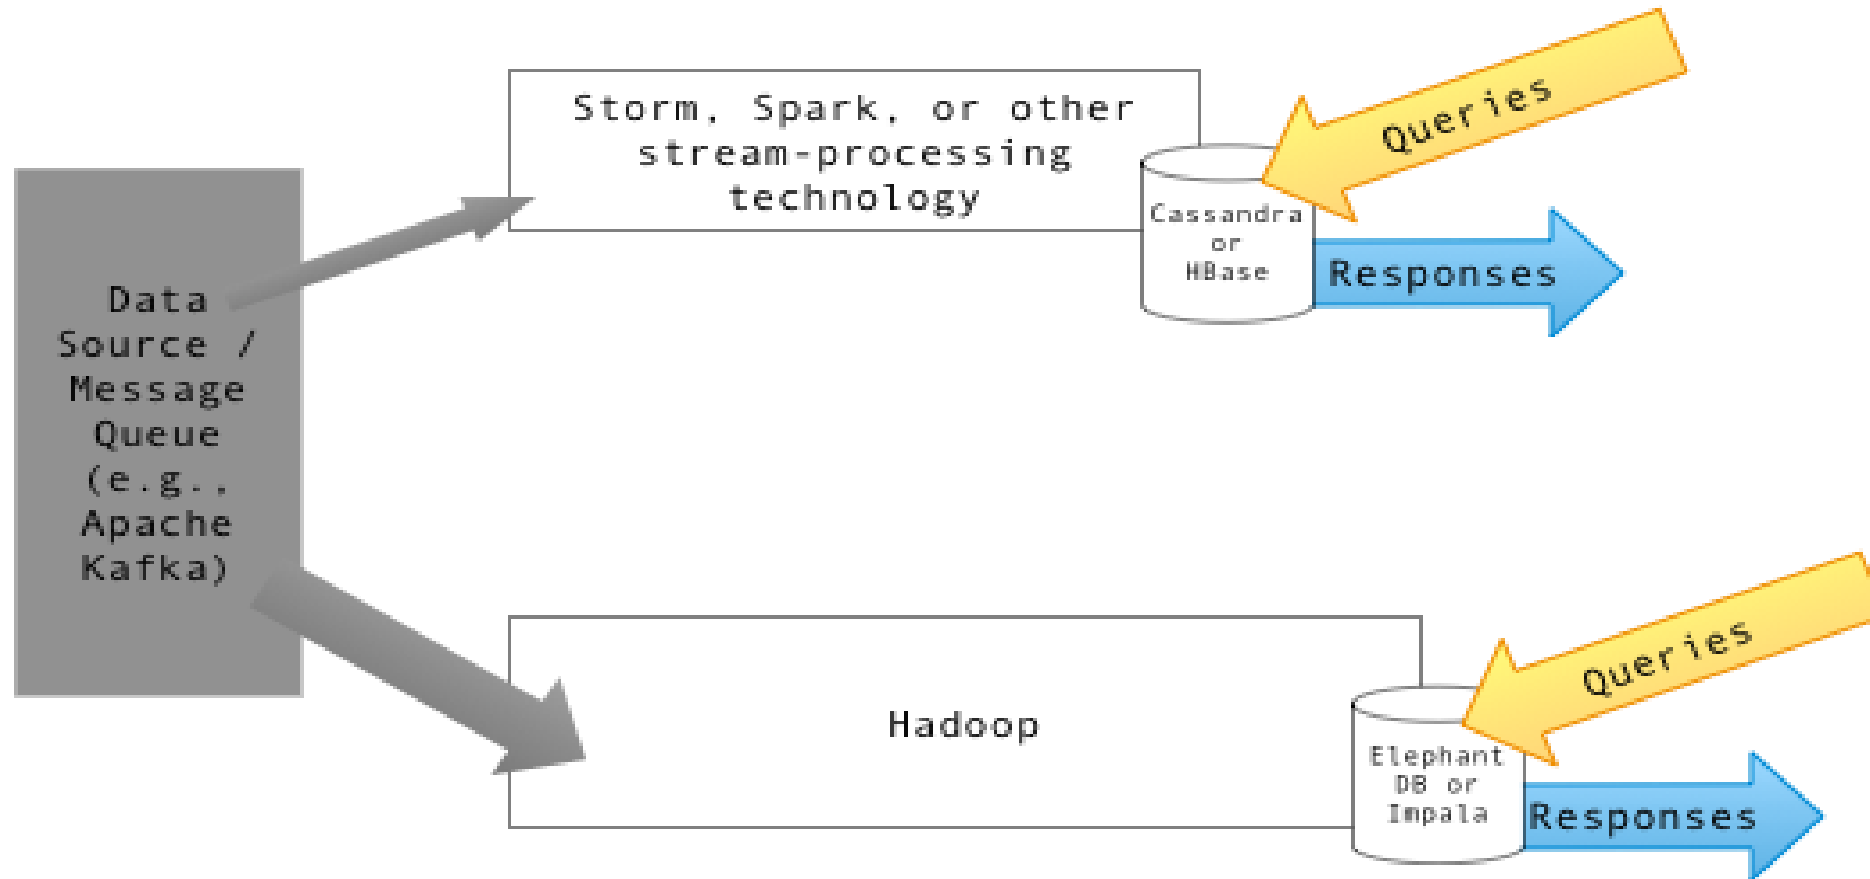 Data
Source /
Message
Queue
(e.g.,
Apache
Kafka)
Storm, Spark, or other
stream-processing
technology
Cassandra
or
HBase
Queries
Responses
Hadoop
Elephant
DB or
Impala
Queries
Responses